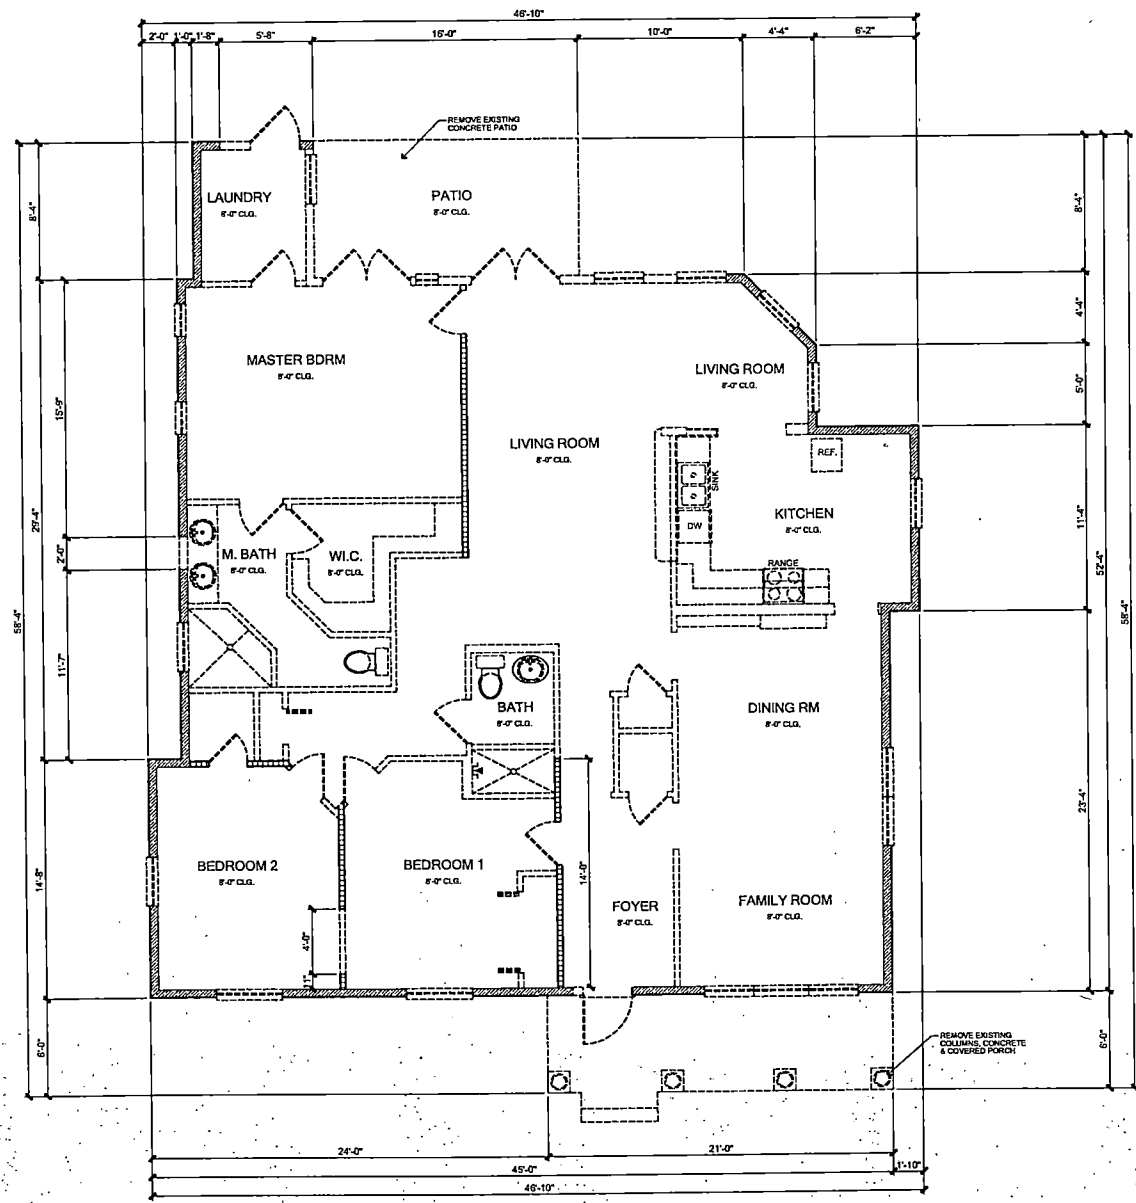 46'-10"
2'-0" 1'-0" 1'-8" 5'-8" 16'-0" 10'-0" 4'-4" 6'-2"
REMOVE EXISTING
CONCRETE PATIO
LAUNDRY
8'-0" CLG.
PATIO
8'-0" CLG.
8'-4"
8'-4"
4'-4"
MASTER BDRM
8'-0" CLG.
LIVING ROOM
8'-0" CLG.
5'-0"
15'-9"
LIVING ROOM
8'-0" CLG.
REF.
SINK
DW
KITCHEN
8'-0" CLG.
11'-4"
29'-4"
2'-0"
M. BATH
8'-0" CLG.
W.I.C.
8'-0" CLG.
RANGE
52'-4"
58'-4"
58'-4"
11'-7"
BATH
8'-0" CLG.
DINING RM
8'-0" CLG.
23'-4"
BEDROOM 2
8'-0" CLG.
BEDROOM 1
8'-0" CLG.
14'-8"
14'-0"
FOYER
8'-0" CLG.
FAMILY ROOM
8'-0" CLG.
4'-0"
11"
6'-0"
6'-0"
REMOVE EXISTING
COLUMNS, CONCRETE
& COVERED PORCH
24'-0" 21'-0"
45'-0" 1'-10"
46'-10"